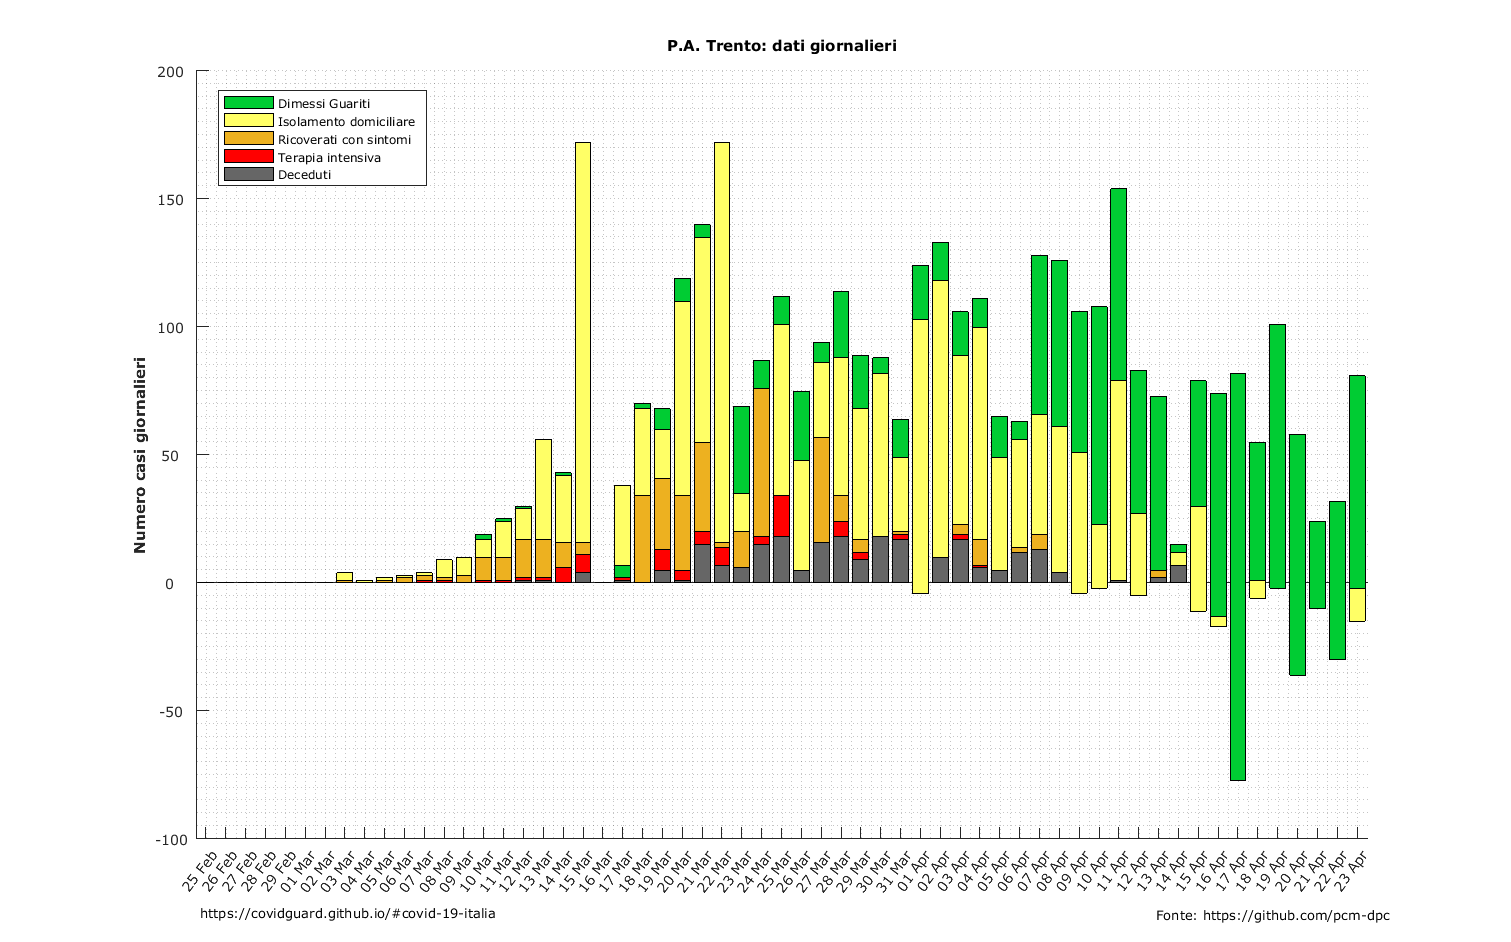 P.A. Trento: dati giornalieri
200
150
100
50
0
-50
-100
Numero casi giornalieri
Dimessi Guariti
Isolamento domiciliare
Ricoverati con sintomi
Terapia intensiva
Deceduti
25 Feb
26 Feb
27 Feb
28 Feb
29 Feb
01 Mar
02 Mar
03 Mar
04 Mar
05 Mar
06 Mar
07 Mar
08 Mar
09 Mar
10 Mar
11 Mar
12 Mar
13 Mar
14 Mar
15 Mar
16 Mar
17 Mar
18 Mar
19 Mar
20 Mar
21 Mar
22 Mar
23 Mar
24 Mar
25 Mar
26 Mar
27 Mar
28 Mar
29 Mar
30 Mar
31 Mar
01 Apr
02 Apr
03 Apr
04 Apr
05 Apr
06 Apr
07 Apr
08 Apr
09 Apr
10 Apr
11 Apr
12 Apr
13 Apr
14 Apr
15 Apr
16 Apr
17 Apr
18 Apr
19 Apr
20 Apr
21 Apr
22 Apr
23 Apr
https://covidguard.github.io/#covid-19-italia
Fonte: https://github.com/pcm-dpc